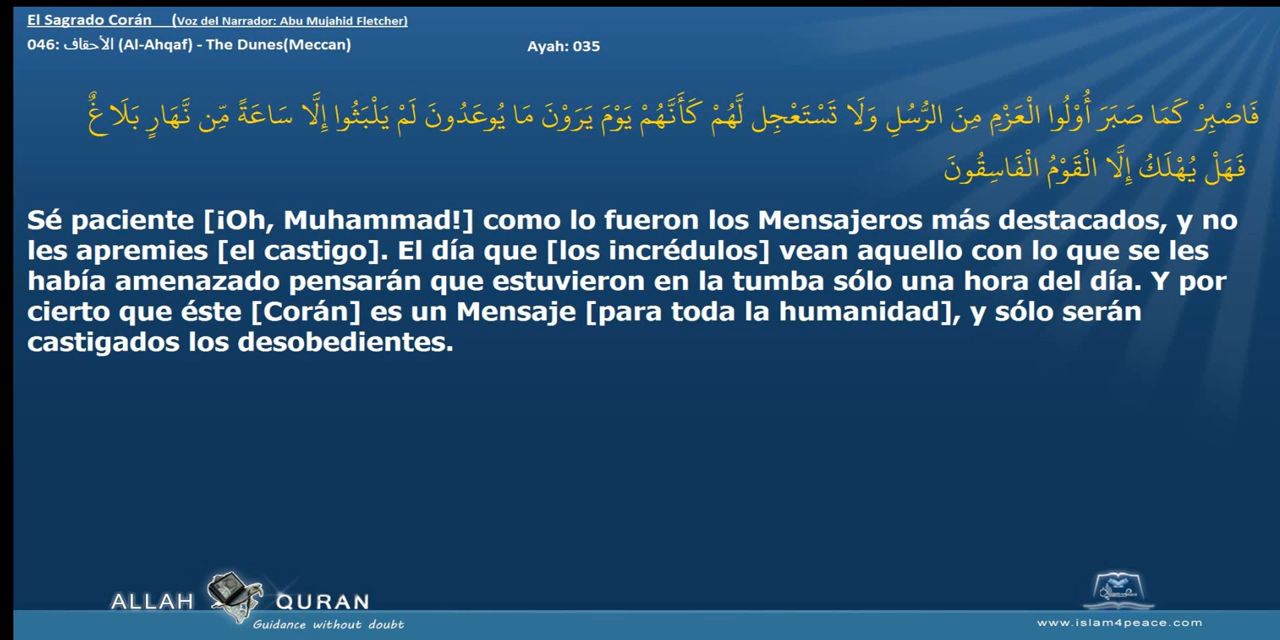 El Sagrado Corán (Voz del Narrador: Abu Mujahid Fletcher)
046: الأحقاف (Al-Ahqaf) - The Dunes(Meccan) Ayah: 035
فَاصْبِرْ كَمَا صَبَرَ أُوْلُوا الْعَزْمِ مِنَ الرُّسُلِ وَلَا تَسْتَعْجِل لَّهُمْ كَأَنَّهُمْ يَوْمَ يَرَوْنَ مَا يُوعَدُونَ لَمْ يَلْبَثُوا إِلَّا سَاعَةً مِّن نَّهَارٍ بَلَاغٌ
فَهَلْ يُهْلَكُ إِلَّا الْقَوْمُ الْفَاسِقُونَ
Sé paciente [¡Oh, Muhammad!] como lo fueron los Mensajeros más destacados, y no
les apremies [el castigo]. El día que [los incrédulos] vean aquello con lo que se les
había amenazado pensarán que estuvieron en la tumba sólo una hora del día. Y por
cierto que éste [Corán] es un Mensaje [para toda la humanidad], y sólo serán
castigados los desobedientes.
ALLAH QURAN
Guidance without doubt
www.islam4peace.com